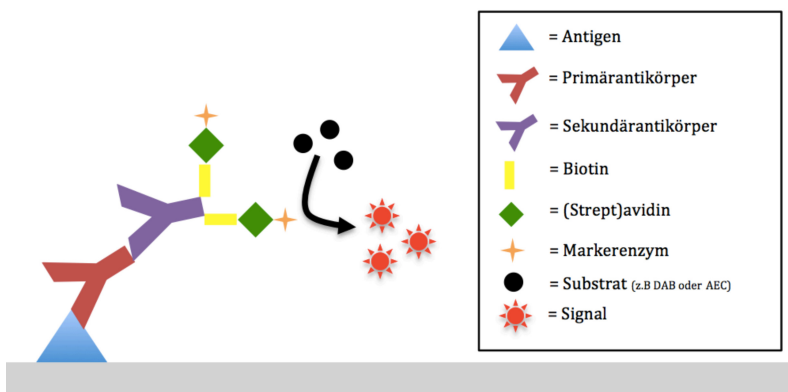 = Antigen
= Primärantikörper
= Sekundärantikörper
= Biotin
= (Strept)avidin
= Markerenzym
= Substrat (z.B DAB oder AEC)
= Signal